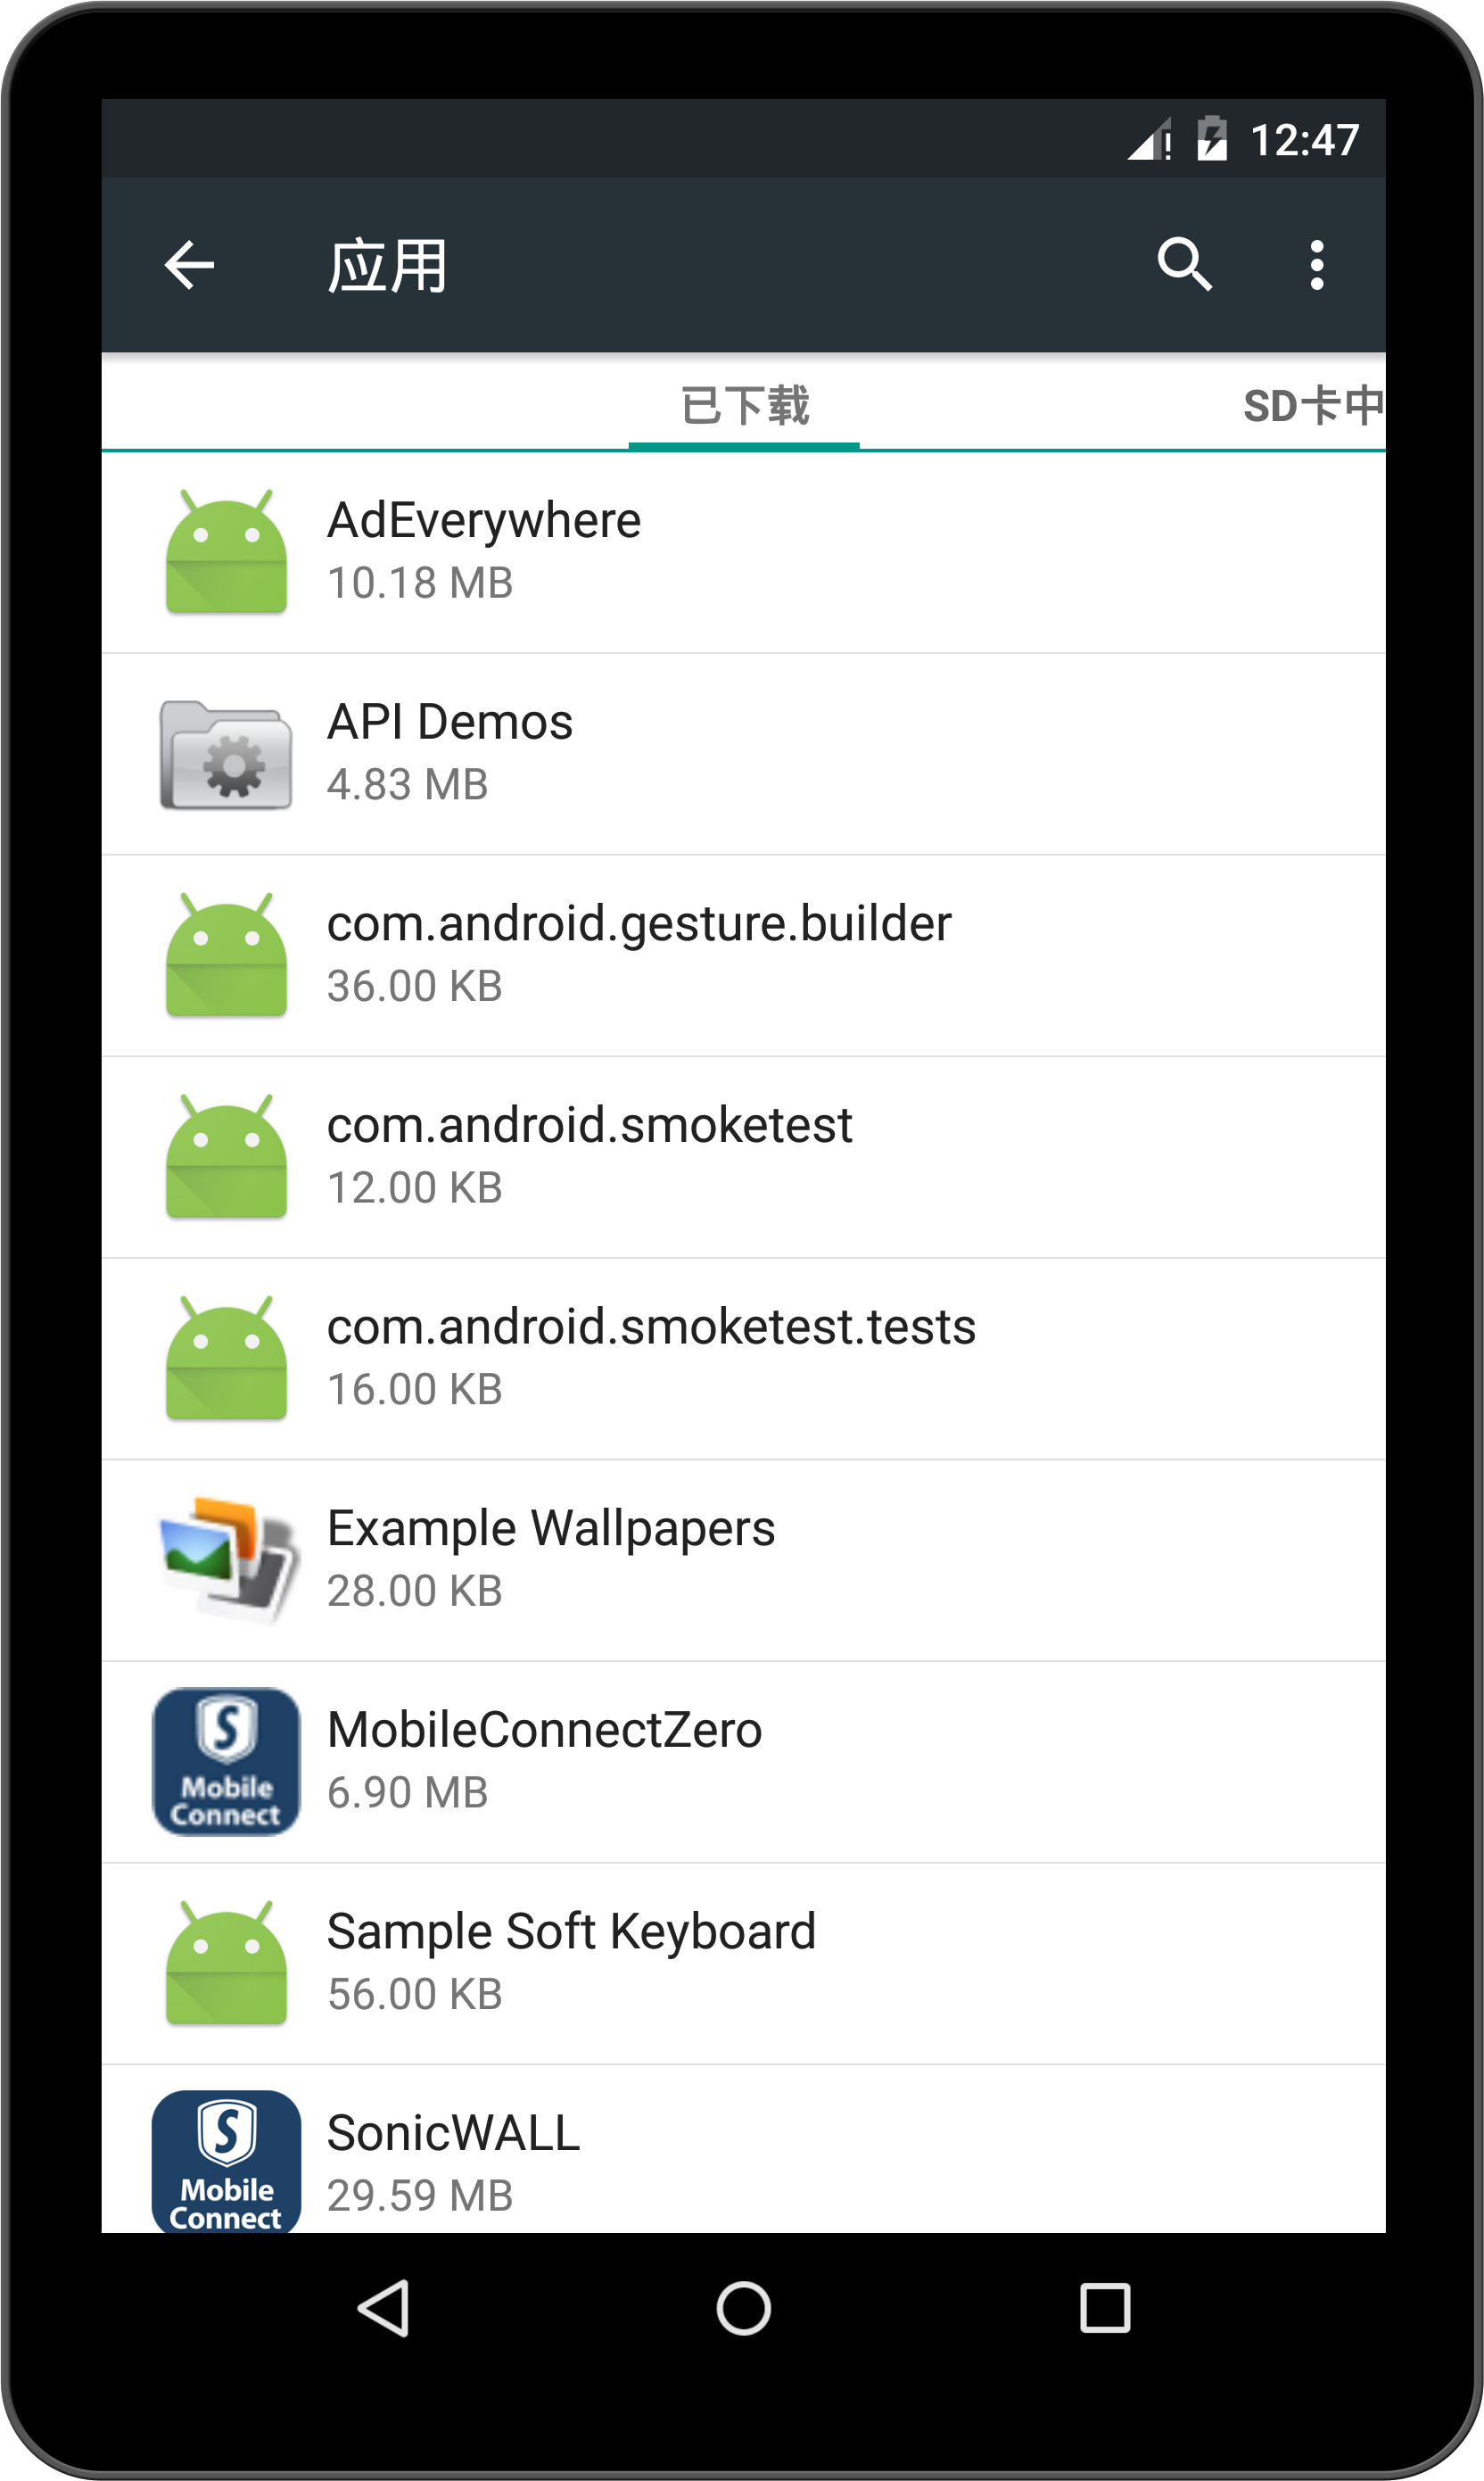 12:47
应用
已下载
SD卡中
AdEverywhere
10.18 MB
API Demos
4.83 MB
com.android.gesture.builder
36.00 KB
com.android.smoketest
12.00 KB
com.android.smoketest.tests
16.00 KB
Example Wallpapers
28.00 KB
S
Mobile
Connect
MobileConnectZero
6.90 MB
Sample Soft Keyboard
56.00 KB
S
Mobile
Connect
SonicWALL
29.59 MB